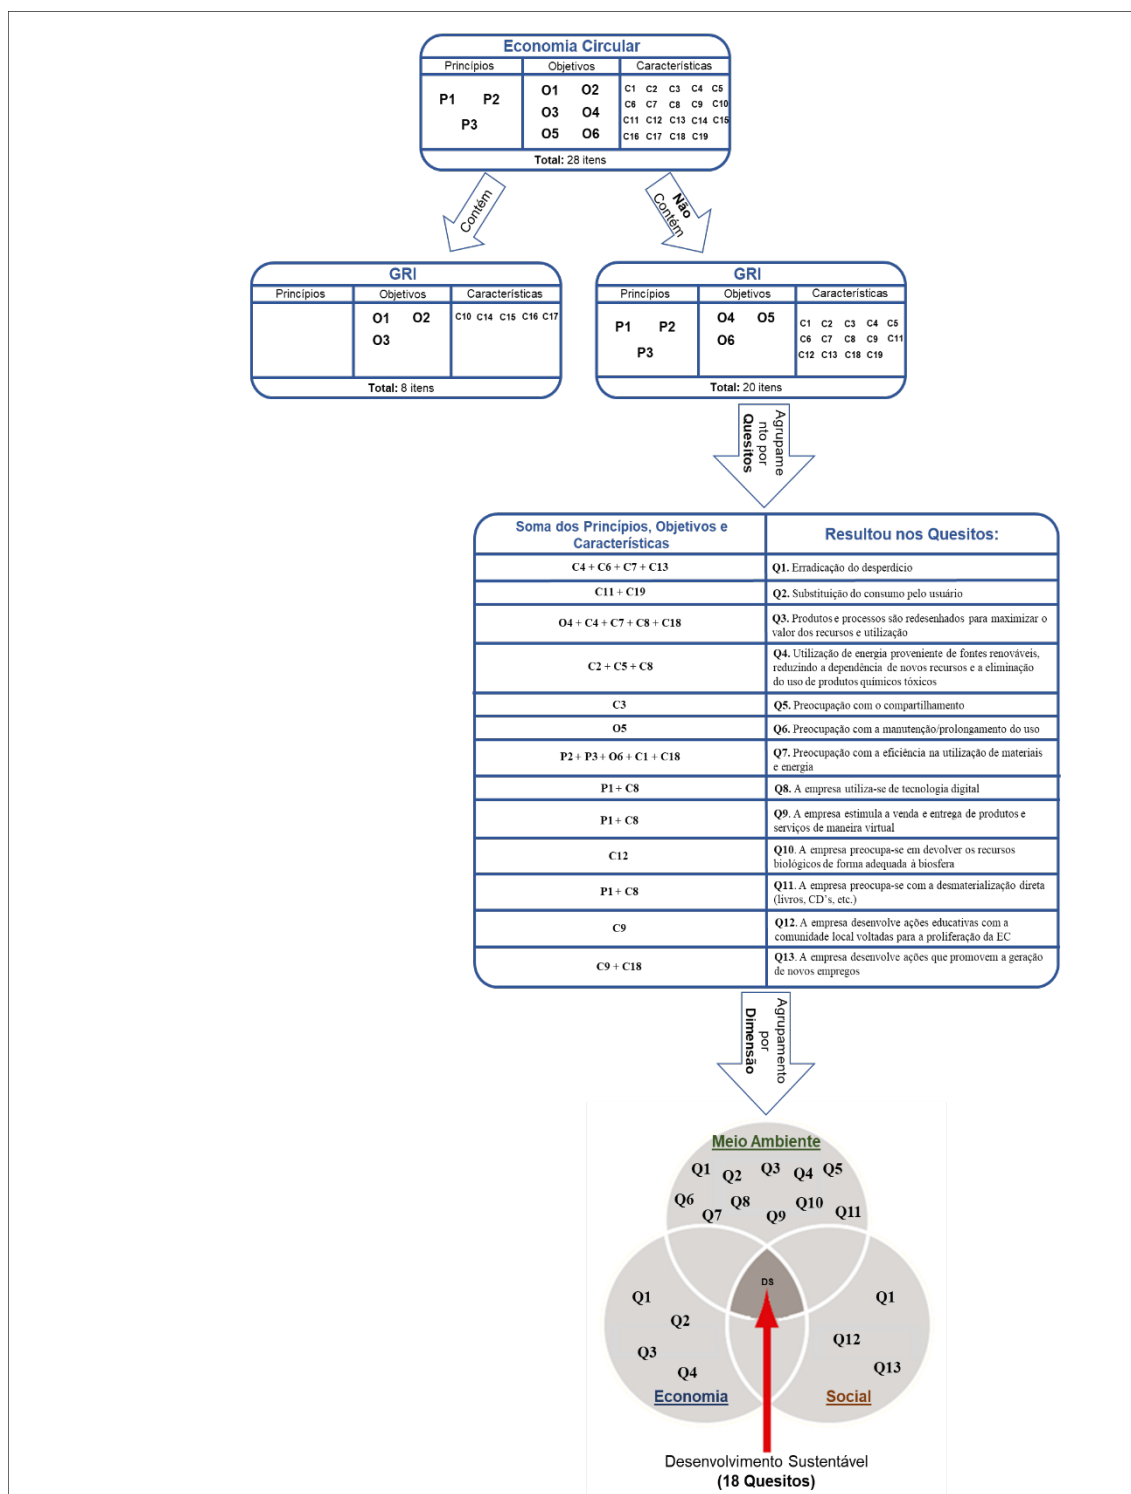 Economia Circular
Princípios Objetivos Características
P1 P2
P3
O1 O2
O3 O4
O5 O6
C1 C2 C3 C4 C5
C6 C7 C8 C9 C10
C11 C12 C13 C14 C15
C16 C17 C18 C19
Total: 28 itens
Contém
Não
Contém
GRI
Princípios Objetivos Características
O1 O2
O3
C10 C14 C15 C16 C17
Total: 8 itens
GRI
Princípios Objetivos Características
P1 P2
P3
O4 O5
O6
C1 C2 C3 C4 C5
C6 C7 C8 C9 C11
C12 C13 C18 C19
Total: 20 itens
Agrupame
nto por
Quesitos
Soma dos Princípios, Objetivos e
Características
Resultou nos Quesitos:
C4 + C6 + C7 + C13
Q1. Erradicação do desperdício
C11 + C19
Q2. Substituição do consumo pelo usuário
O4 + C4 + C7 + C8 + C18
Q3. Produtos e processos são redesenhados para maximizar o
valor dos recursos e utilização
C2 + C5 + C8
Q4. Utilização de energia proveniente de fontes renováveis,
reduzindo a dependência de novos recursos e a eliminação
do uso de produtos químicos tóxicos
C3
Q5. Preocupação com o compartilhamento
O5
Q6. Preocupação com a manutenção/prolongamento do uso
P2 + P3 + O6 + C1 + C18
Q7. Preocupação com a eficiência na utilização de materiais
e energia
P1 + C8
Q8. A empresa utiliza-se de tecnologia digital
P1 + C8
Q9. A empresa estimula a venda e entrega de produtos e
serviços de maneira virtual
C12
Q10. A empresa preocupa-se em devolver os recursos
biológicos de forma adequada à biosfera
P1 + C8
Q11. A empresa preocupa-se com a desmaterialização direta
(livros, CD's, etc.)
C9
Q12. A empresa desenvolve ações educativas com a
comunidade local voltadas para a proliferação da EC
C9 + C18
Q13. A empresa desenvolve ações que promovem a geração
de novos empregos
Agrupamento
por
Dimensão
Meio Ambiente
Q1 Q2 Q3 Q4 Q5
Q6 Q7 Q8 Q9 Q10 Q11
DS
Q1
Q2
Q3
Q4
Economia
Q1
Q12
Q13
Social
Desenvolvimento Sustentável
(18 Quesitos)